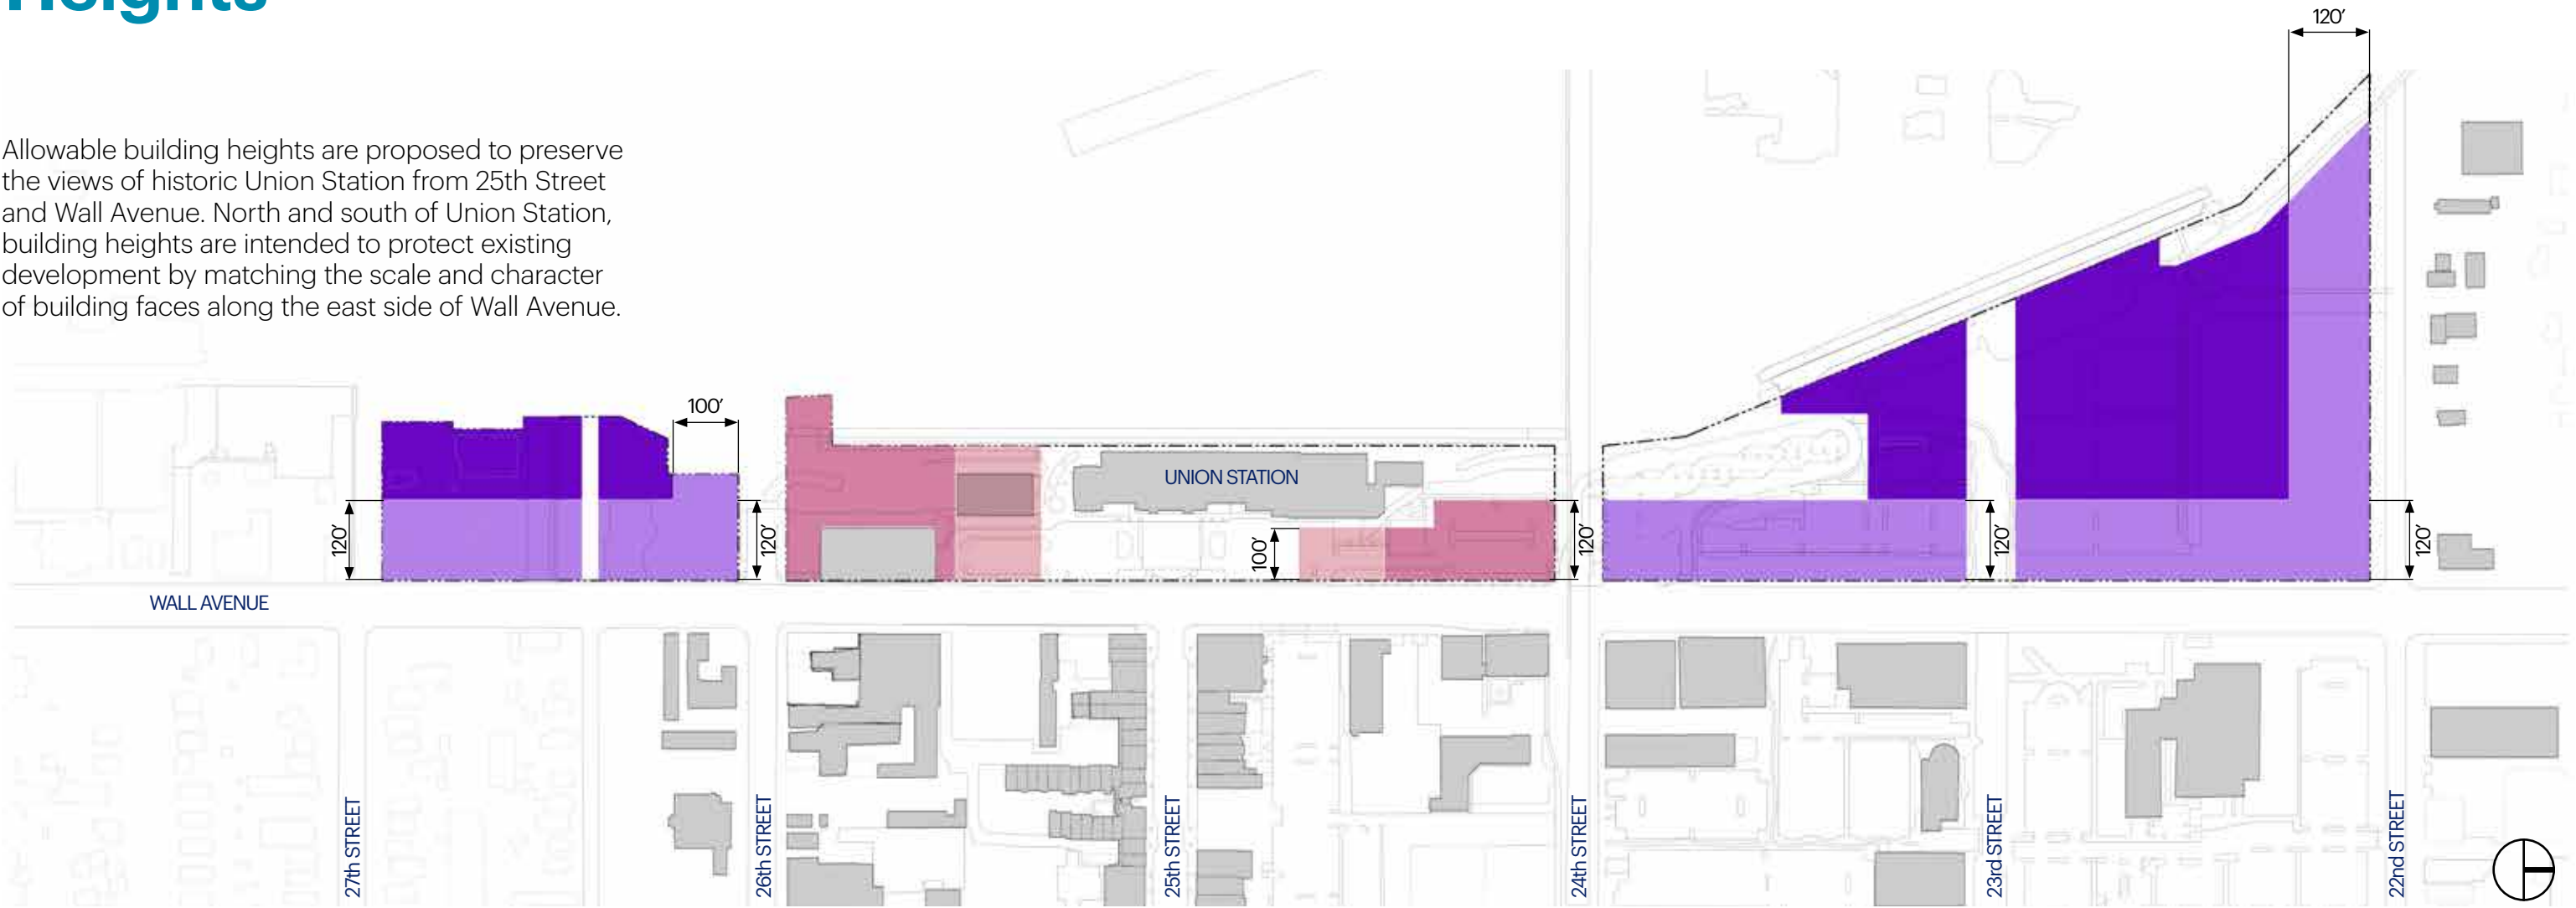 Heights
120’
Allowable building heights are proposed to preserve
the views of historic Union Station from 25th Street
and Wall Avenue. North and south of Union Station,
building heights are intended to protect existing
development by matching the scale and character
of building faces along the east side of Wall Avenue.
100’
UNION STATION
120’
120’
100’
120’
120’
120’
WALL AVENUE
27th STREET
26th STREET
25th STREET
24th STREET
23rd STREET
22nd STREET